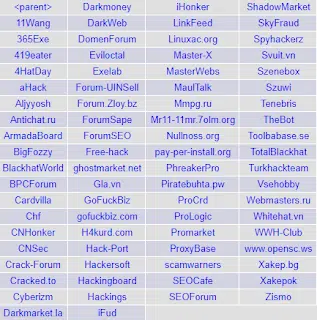 <parent> Darkmoney iHonker ShadowMarket
11Wang DarkWeb LinkFeed SkyFraud
365Exe DomenForum Linuxac.org Spyhackerz
419eater Eviloctal Master-X Svuit.vn
4HatDay Exelab MasterWebs Szenebox
aHack Forum-UINSell MaulTalk Szuwi
Aljyyosh Forum.Zloy.bz Mmpg.ru Tenebris
Antichat.ru ForumSape Mr11-11mr.7olm.org TheBot
ArmadaBoard ForumSEO Nullnoss.org Toolbabase.se
BigFozzy Free-hack pay-per-install.org TotalBlackhat
BlackhatWorld ghostmarket.net PhreakerPro Turkhackteam
BPCForum Gla.vn Piratebuhta.pw Vsehobby
Cardvilla GoFuckBiz ProCrd Webmasters.ru
Chf gofuckbiz.com ProLogic Whitehat.vn
CNHonker H4kurd.com Promarket WWH-Club
CNSec Hack-Port ProxyBase www.opensc.ws
Crack-Forum Hackersoft scamwarners Xakep.bg
Cracked.to Hackingboard SEOCafe Xakepok
Cyberizm Hackings SEOForum Zismo
Darkmarket.la iFud